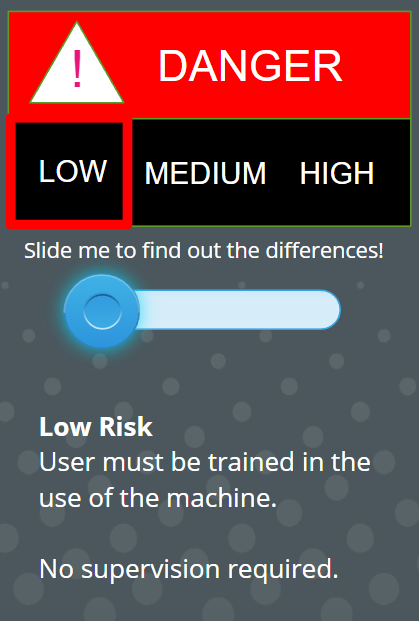 ! DANGER
LOW MEDIUM HIGH
Slide me to find out the differences!
Low Risk
User must be trained in the
use of the machine.
No supervision required.